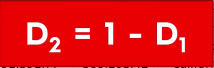 D₂ = 1 - D₁